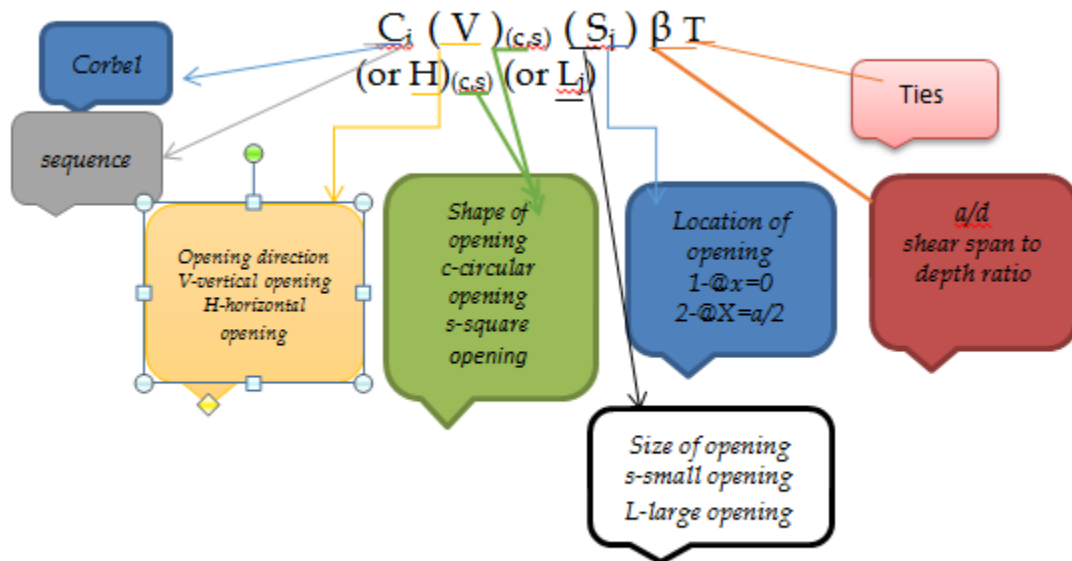 Ci ( V )(c,s) ( Sj ) β T
(or H)(c,s) (or Lj)
Corbel
sequence
Ties
Opening direction
V-vertical opening
H-horizontal
opening
Shape of
opening
c-circular
opening
s-square
opening
Location of
opening
1-@x=0
2-@X=a/2
a/d
shear span to
depth ratio
Size of opening
s-small opening
L-large opening